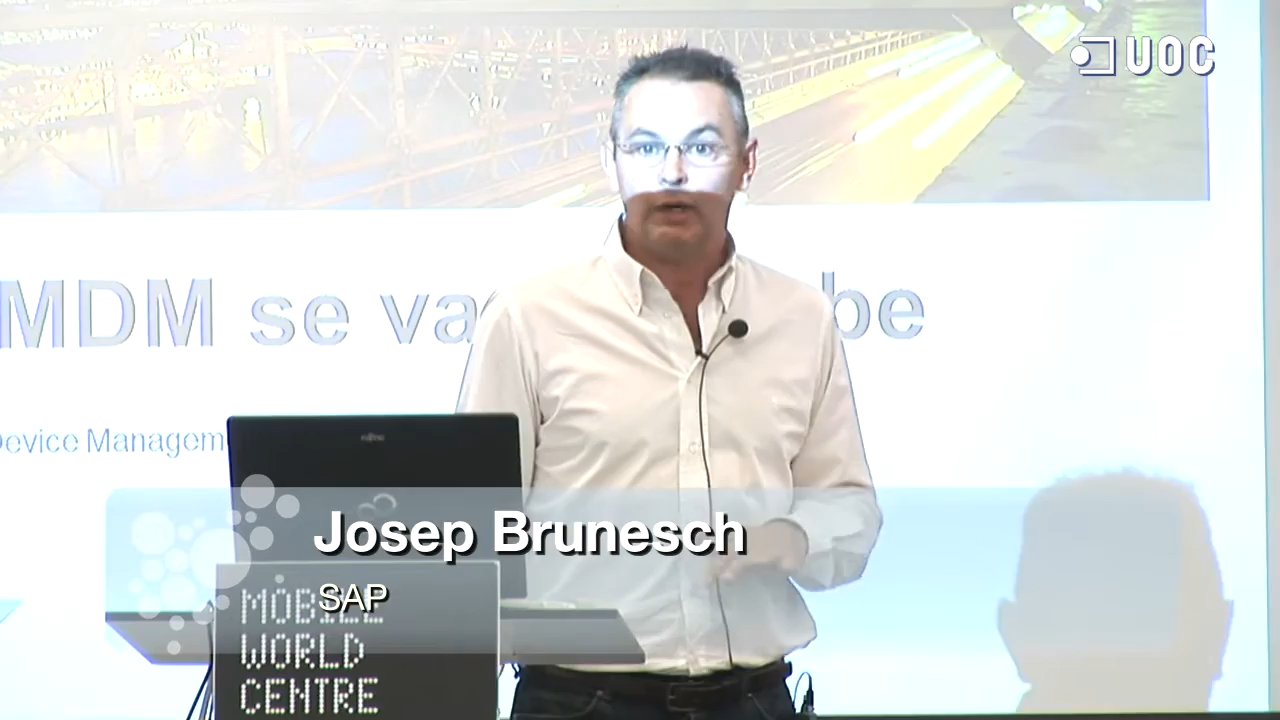 UOC
MDM se va be
Device Managem
FUJITSU
Josep Brunesch
SAP
MOBILE
WORLD
CENTRE